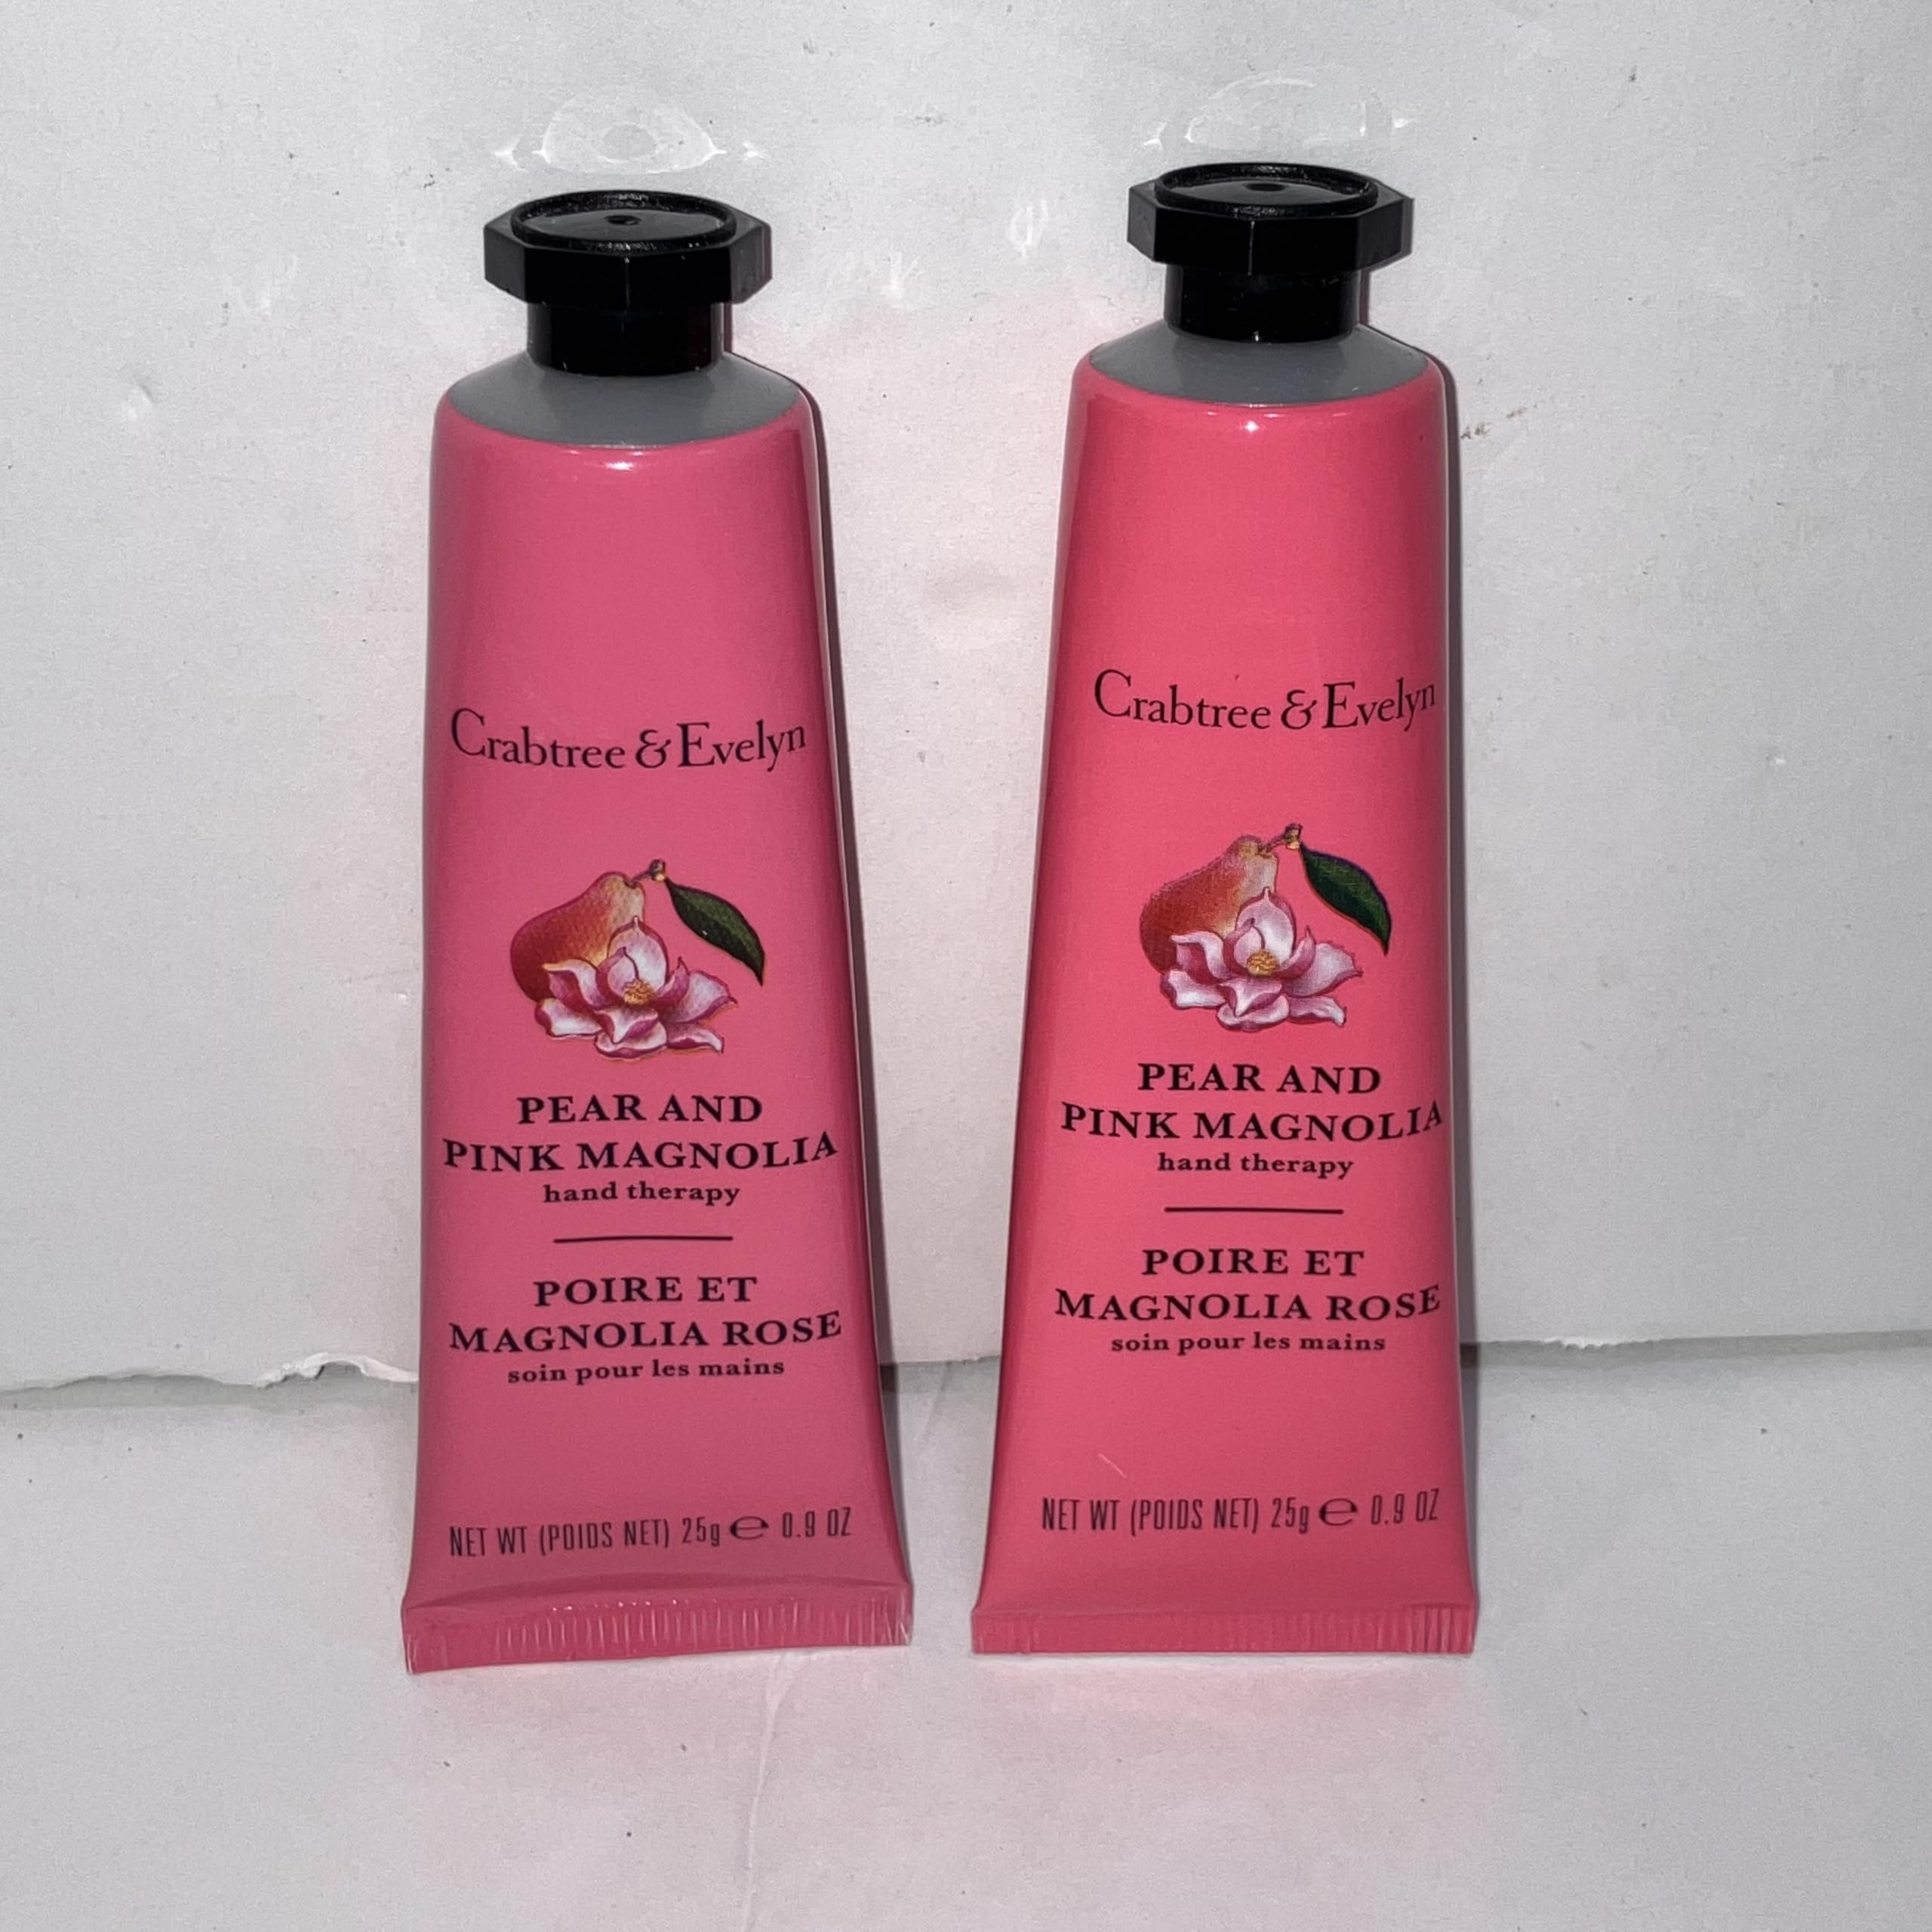 Crabtree & Evelyn
PEAR AND
PINK MAGNOLIA
hand therapy
POIRE ET
MAGNOLIA ROSE
soin pour les mains
NET WT (POIDS NET) 25g ℮ 0.9 OZ
Crabtree & Evelyn
PEAR AND
PINK MAGNOLIA
hand therapy
POIRE ET
MAGNOLIA ROSE
soin pour les mains
NET WT (POIDS NET) 25g ℮ 0.9 OZ